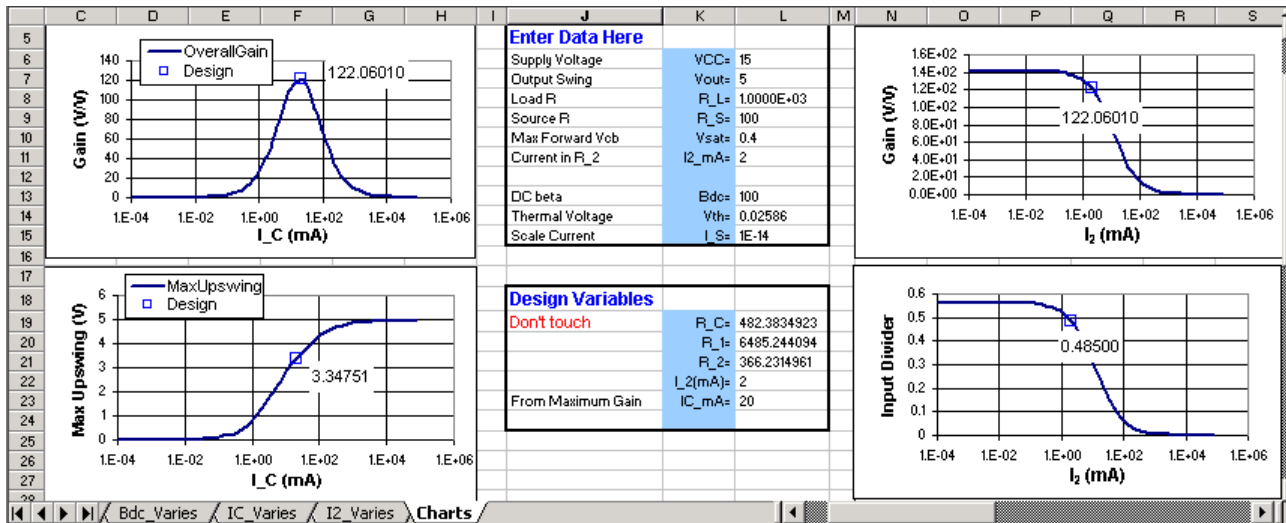 C D E F G H I J K L M N O P Q R S
5 Enter Data Here
6 Supply Voltage VCC= 15
7 Output Swing Vout= 5
8 Load R R_L= 1.0000E+03
9 Source R R_S= 100
10 Max Forward Vcb Vsat= 0.4
11 Current in R_2 I2_mA= 2
12
13 DC beta Bdc= 100
14 Thermal Voltage Vth= 0.02586
15 Scale Current I_S= 1E-14
16
17
18 Design Variables
19 Don't touch R_C= 482.3834923
20 R_1= 6485.244094
21 R_2= 366.2314961
22 I_2(mA)= 2
23 From Maximum Gain IC_mA= 20
24
25
26
27
28
OverallGain
Design
122.06010
Gain (V/V)
140
120
100
80
60
40
20
0
1.E-04 1.E-02 1.E+00 1.E+02 1.E+04 1.E+06
I_C (mA)
MaxUpswing
Design
3.34751
Max Upswing (V)
6
5
4
3
2
1
0
1.E-04 1.E-02 1.E+00 1.E+02 1.E+04 1.E+06
I_C (mA)
Gain (V/V)
1.6E+02
1.4E+02
1.2E+02
1.0E+02
8.0E+01
6.0E+01
4.0E+01
2.0E+01
0.0E+00
122.06010
1.E-04 1.E-02 1.E+00 1.E+02 1.E+04 1.E+06
I₂ (mA)
Input Divider
0.6
0.5
0.4
0.3
0.2
0.1
0
0.48500
1.E-04 1.E-02 1.E+00 1.E+02 1.E+04 1.E+06
I₂ (mA)
Bdc_Varies IC_Varies I2_Varies Charts